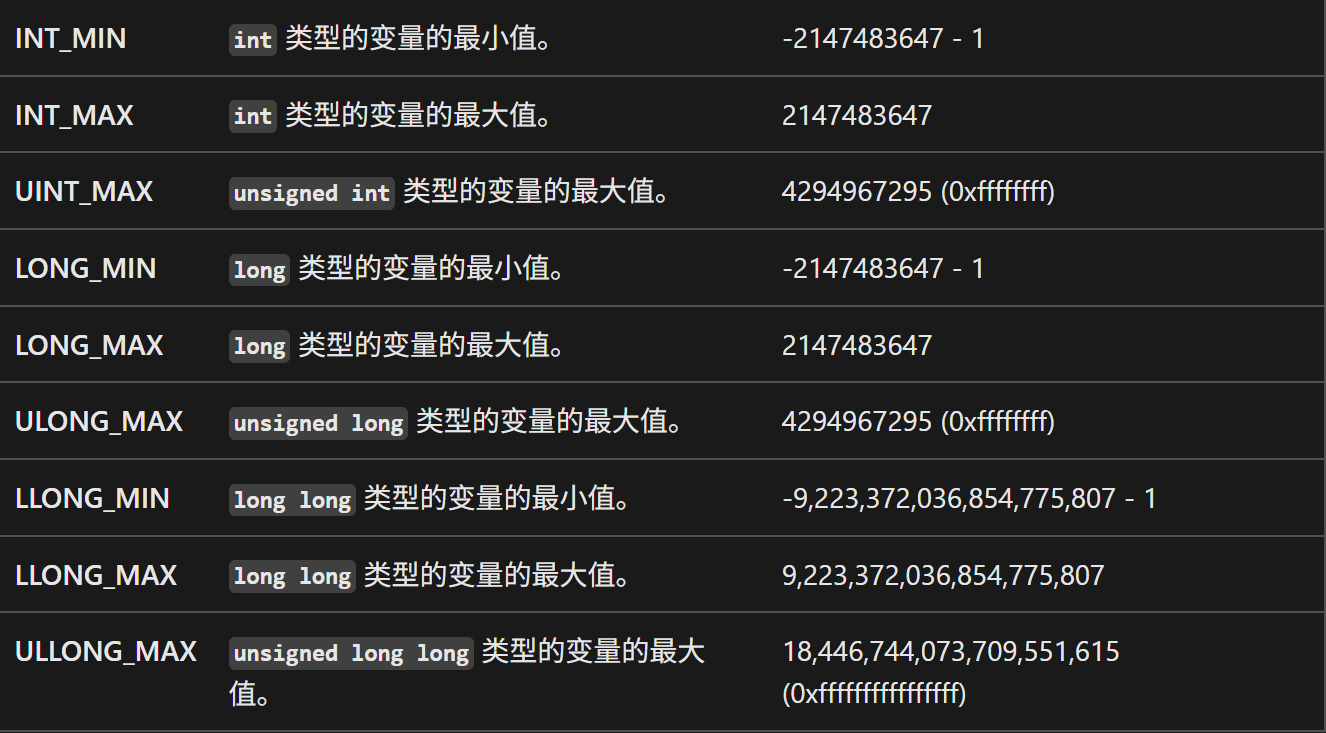 INT_MIN int 类型的变量的最小值。 -2147483647 - 1
INT_MAX int 类型的变量的最大值。 2147483647
UINT_MAX unsigned int 类型的变量的最大值。 4294967295 (0xffffffff)
LONG_MIN long 类型的变量的最小值。 -2147483647 - 1
LONG_MAX long 类型的变量的最大值。 2147483647
ULONG_MAX unsigned long 类型的变量的最大值。 4294967295 (0xffffffff)
LLONG_MIN long long 类型的变量的最小值。 -9,223,372,036,854,775,807 - 1
LLONG_MAX long long 类型的变量的最大值。 9,223,372,036,854,775,807
ULLONG_MAX unsigned long long 类型的变量的最大 18,446,744,073,709,551,615
值。 (0xffffffffffffffff)